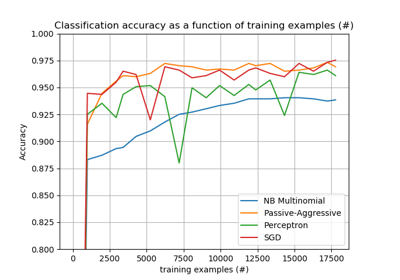 Classification accuracy as a function of training examples (#)
1.000
0.975
0.950
0.925
0.900
0.875
0.850
0.825
0.800
Accuracy
NB Multinomial
Passive-Aggressive
Perceptron
SGD
0 2500 5000 7500 10000 12500 15000 17500
training examples (#)